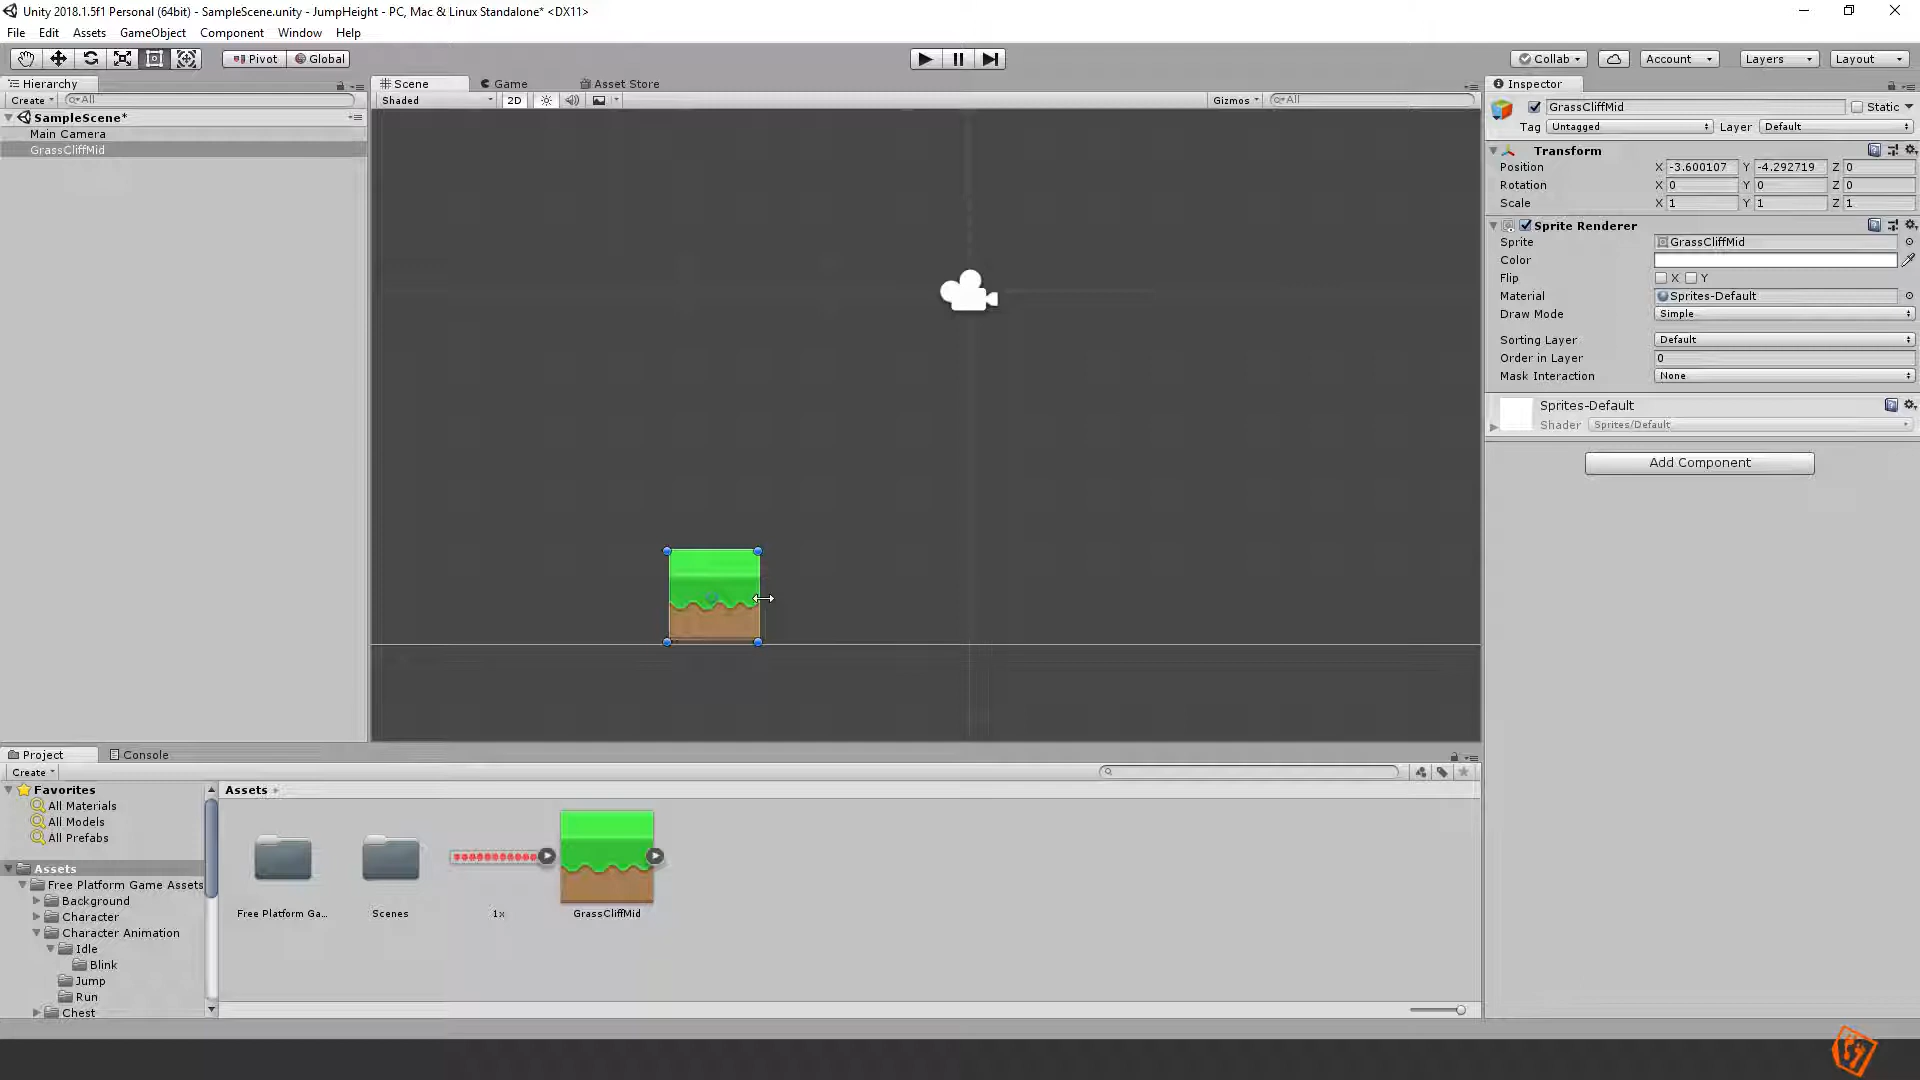 Unity 2018.1.5f1 Personal (64bit) - SampleScene.unity - JumpHeight - PC, Mac & Linux Standalone* <DX11>
File Edit Assets GameObject Component Window Help
Pivot Global Collab Account Layers Layout
Hierarchy
Create All
SampleScene*
Main Camera
GrassCliffMid
Scene Game Asset Store
Shaded 2D Gizmos All
Inspector
GrassCliffMid Static
Tag Untagged Layer Default
Transform
Position X -3.600107 Y -4.292719 Z 0
Rotation X 0 Y 0 Z 0
Scale X 1 Y 1 Z 1
Sprite Renderer
Sprite GrassCliffMid
Color
Flip X Y
Material Sprites-Default
Draw Mode Simple
Sorting Layer Default
Order in Layer 0
Mask Interaction None
Sprites-Default
Shader Sprites/Default
Add Component
Project Console
Create
Favorites
All Materials
All Models
All Prefabs
Assets
Free Platform Game Assets
Background
Character
Character Animation
Idle
Blink
Jump
Run
Chest
Assets
Free Platform Ga... Scenes 1x GrassCliffMid